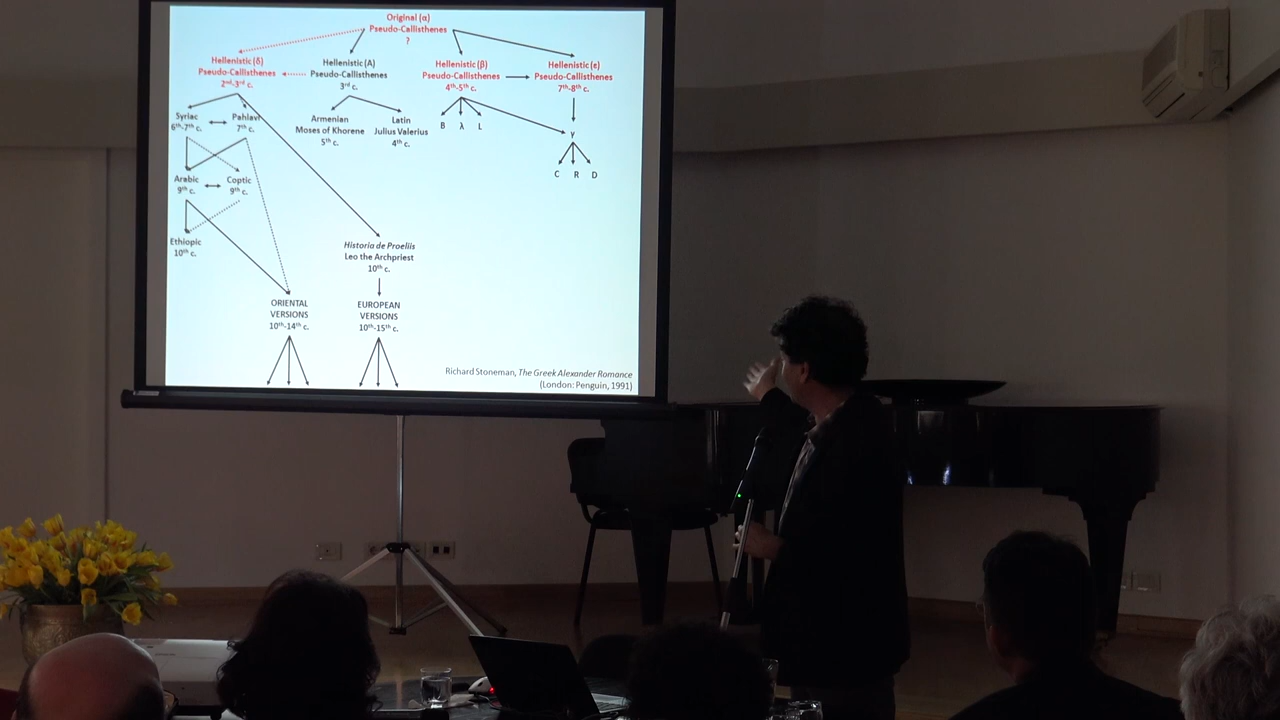 Original (α)
Pseudo-Callisthenes
?
Hellenistic (δ)
Pseudo-Callisthenes
2nd-3rd c.
Hellenistic (A)
Pseudo-Callisthenes
3rd c.
Hellenistic (β)
Pseudo-Callisthenes
4th-5th c.
Hellenistic (ε)
Pseudo-Callisthenes
7th-8th c.
Syriac
6th-7th c.
Pahlavi
7th c.
Armenian
Moses of Khorene
5th c.
Latin
Julius Valerius
4th c.
B λ L
γ
C R D
Arabic
9th c.
Coptic
9th c.
Ethiopic
10th c.
Historia de Proeliis
Leo the Archpriest
10th c.
ORIENTAL
VERSIONS
10th-14th c.
EUROPEAN
VERSIONS
10th-15th c.
Richard Stoneman, The Greek Alexander Romance
(London: Penguin, 1991)